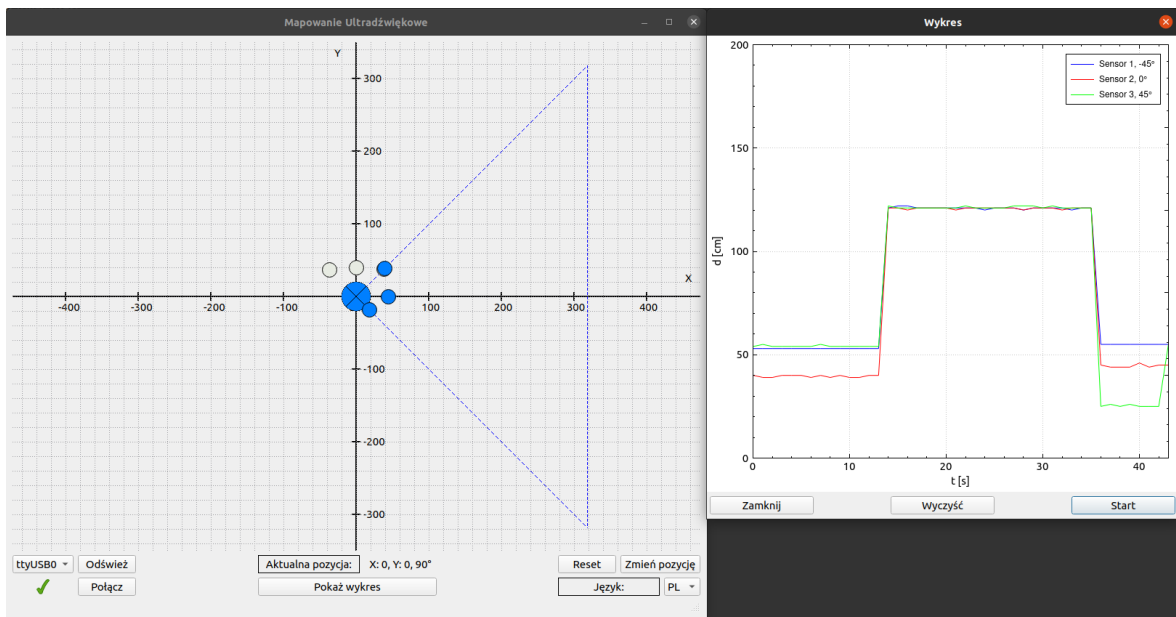 Mapowanie Ultradźwiękowe
Y
300
200
100
X
-400
-300
-200
-100
100
200
300
400
-100
-200
-300
ttyUSB0
Odśwież
Aktualna pozycja:
X: 0, Y: 0, 90°
Reset
Zmień pozycję
Połącz
Pokaż wykres
Język:
PL
Wykres
200
150
100
50
0
d [cm]
Sensor 1, -45°
Sensor 2, 0°
Sensor 3, 45°
0
10
20
30
40
t [s]
Zamknij
Wyczyść
Start